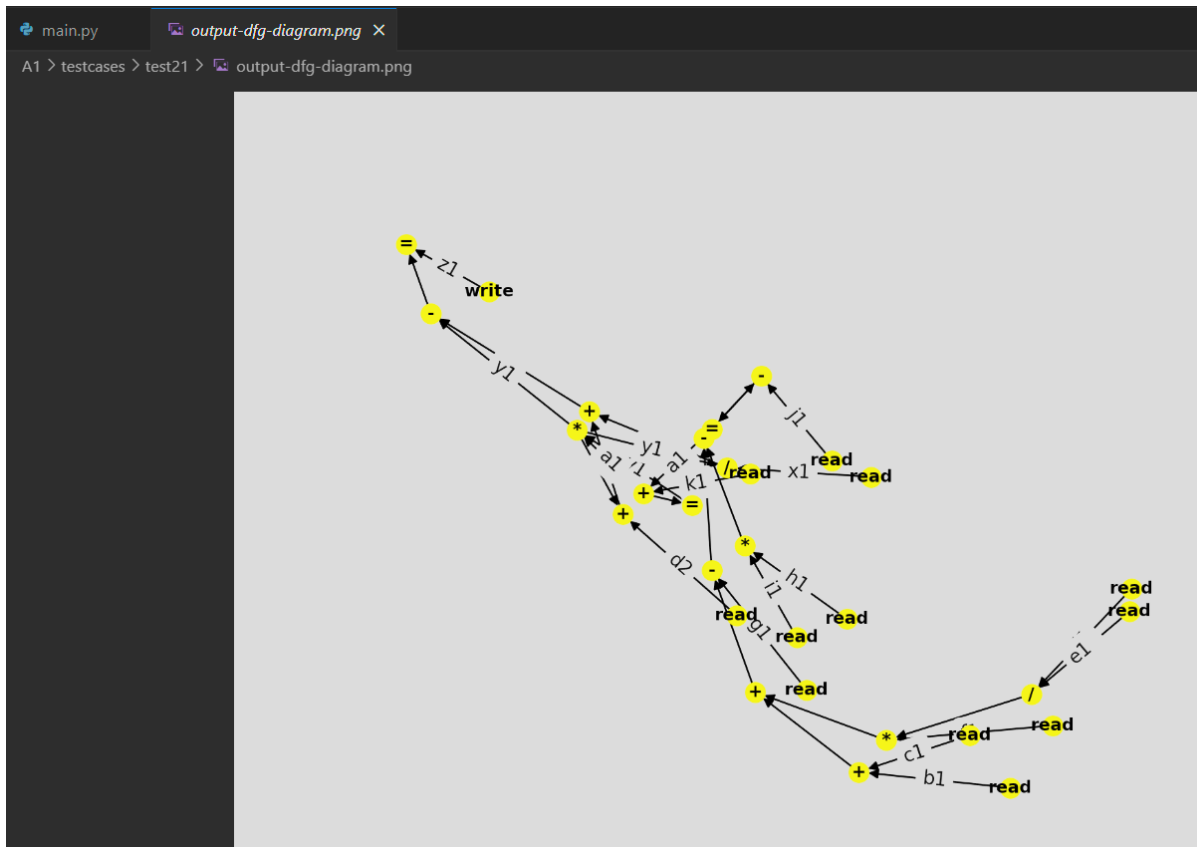 main.py output-dfg-diagram.png
A1 > testcases > test21 > output-dfg-diagram.png
=
z1
write
-
y1
-
+
j1
*
=
-
y1
a1
a1
read
/
read
x1
read
k1
+
=
+
*
d2
-
h1
i1
read
read
read
g1
read
read
read
e1
+
read
/
*
read
read
c1
+
b1
read